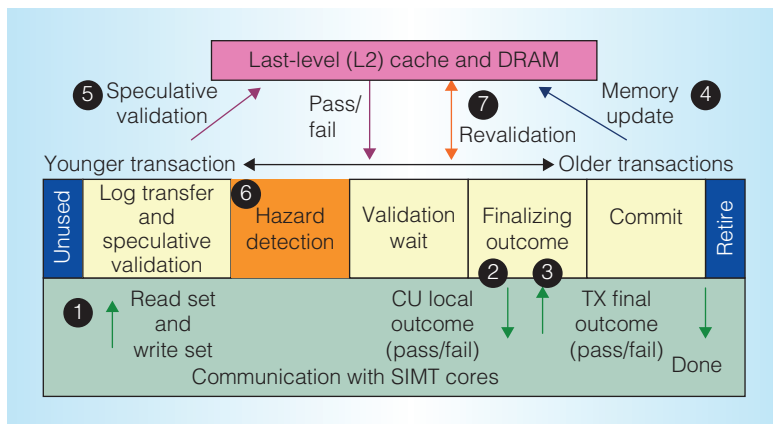 Last-level (L2) cache and DRAM
5 Speculative
validation
Pass/
fail
7
Revalidation
Memory 4
update
Younger transaction
Older transactions
Unused
Log transfer
and
speculative
validation
6
Hazard
detection
Validation
wait
Finalizing
outcome
Commit
Retire
1
Read set
and
write set
2
CU local
outcome
(pass/fail)
3
TX final
outcome
(pass/fail)
Done
Communication with SIMT cores